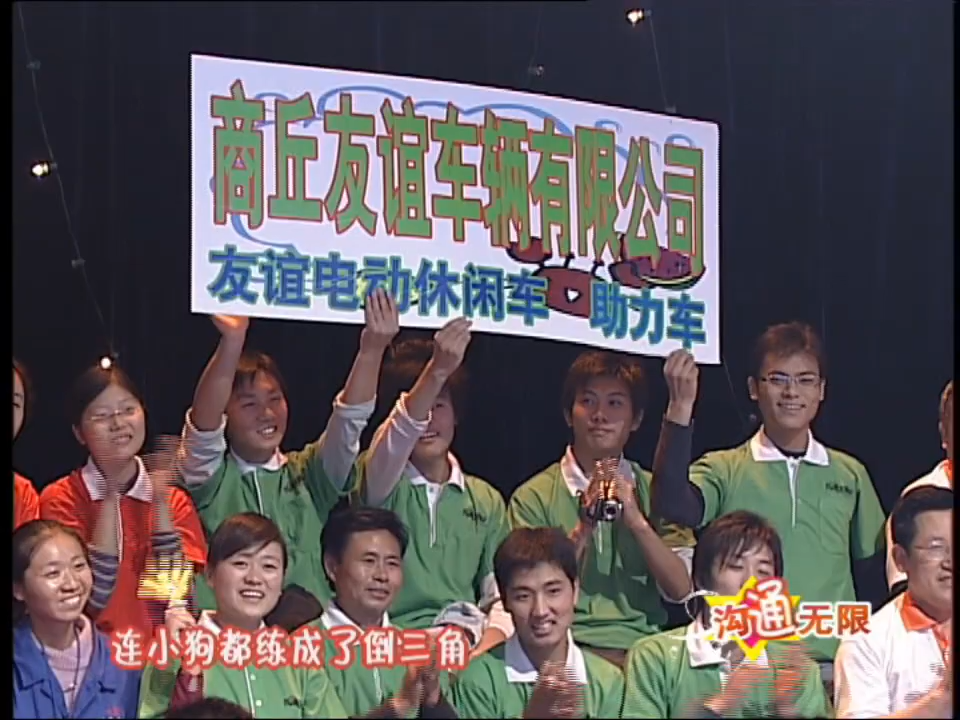 商丘友谊车辆有限公司
友谊电动休闲车 助力车
沟通无限
连小狗都练成了倒三角